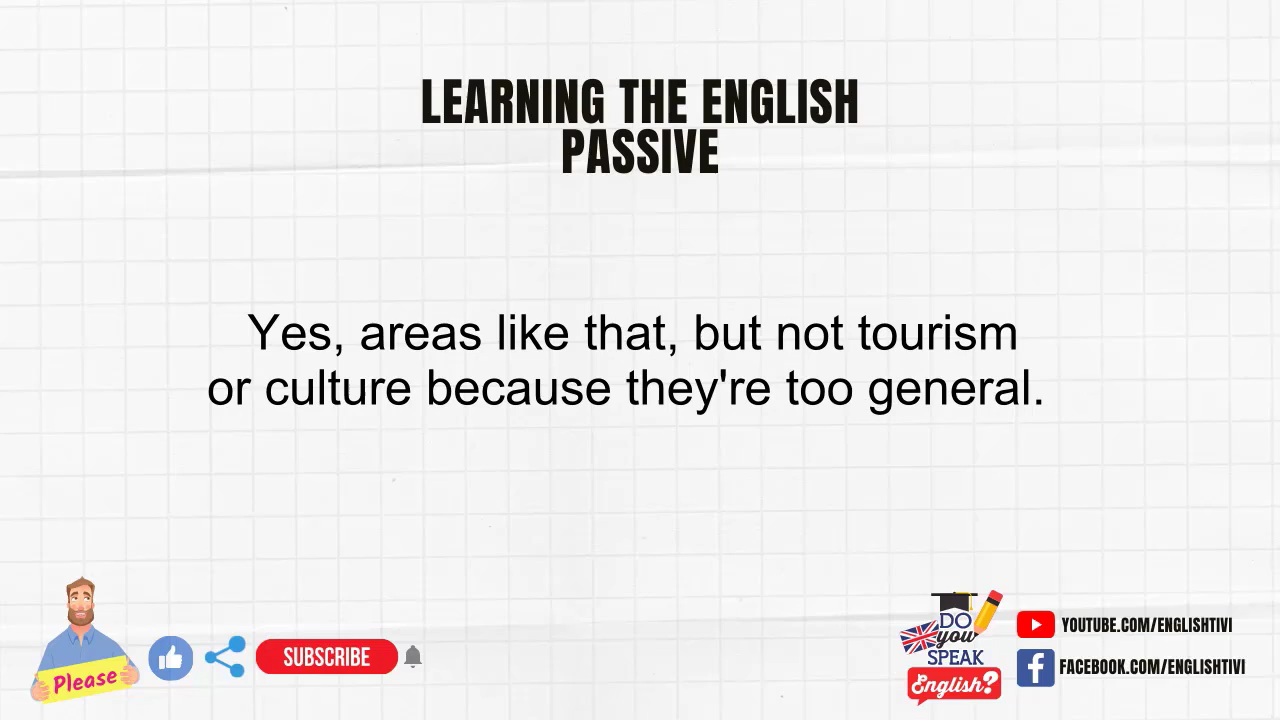 LEARNING THE ENGLISH
PASSIVE
Yes, areas like that, but not tourism
or culture because they're too general.
Please
SUBSCRIBE
DO
you
SPEAK
English?
YOUTUBE.COM/ENGLISHTIVI
FACEBOOK.COM/ENGLISHTIVI